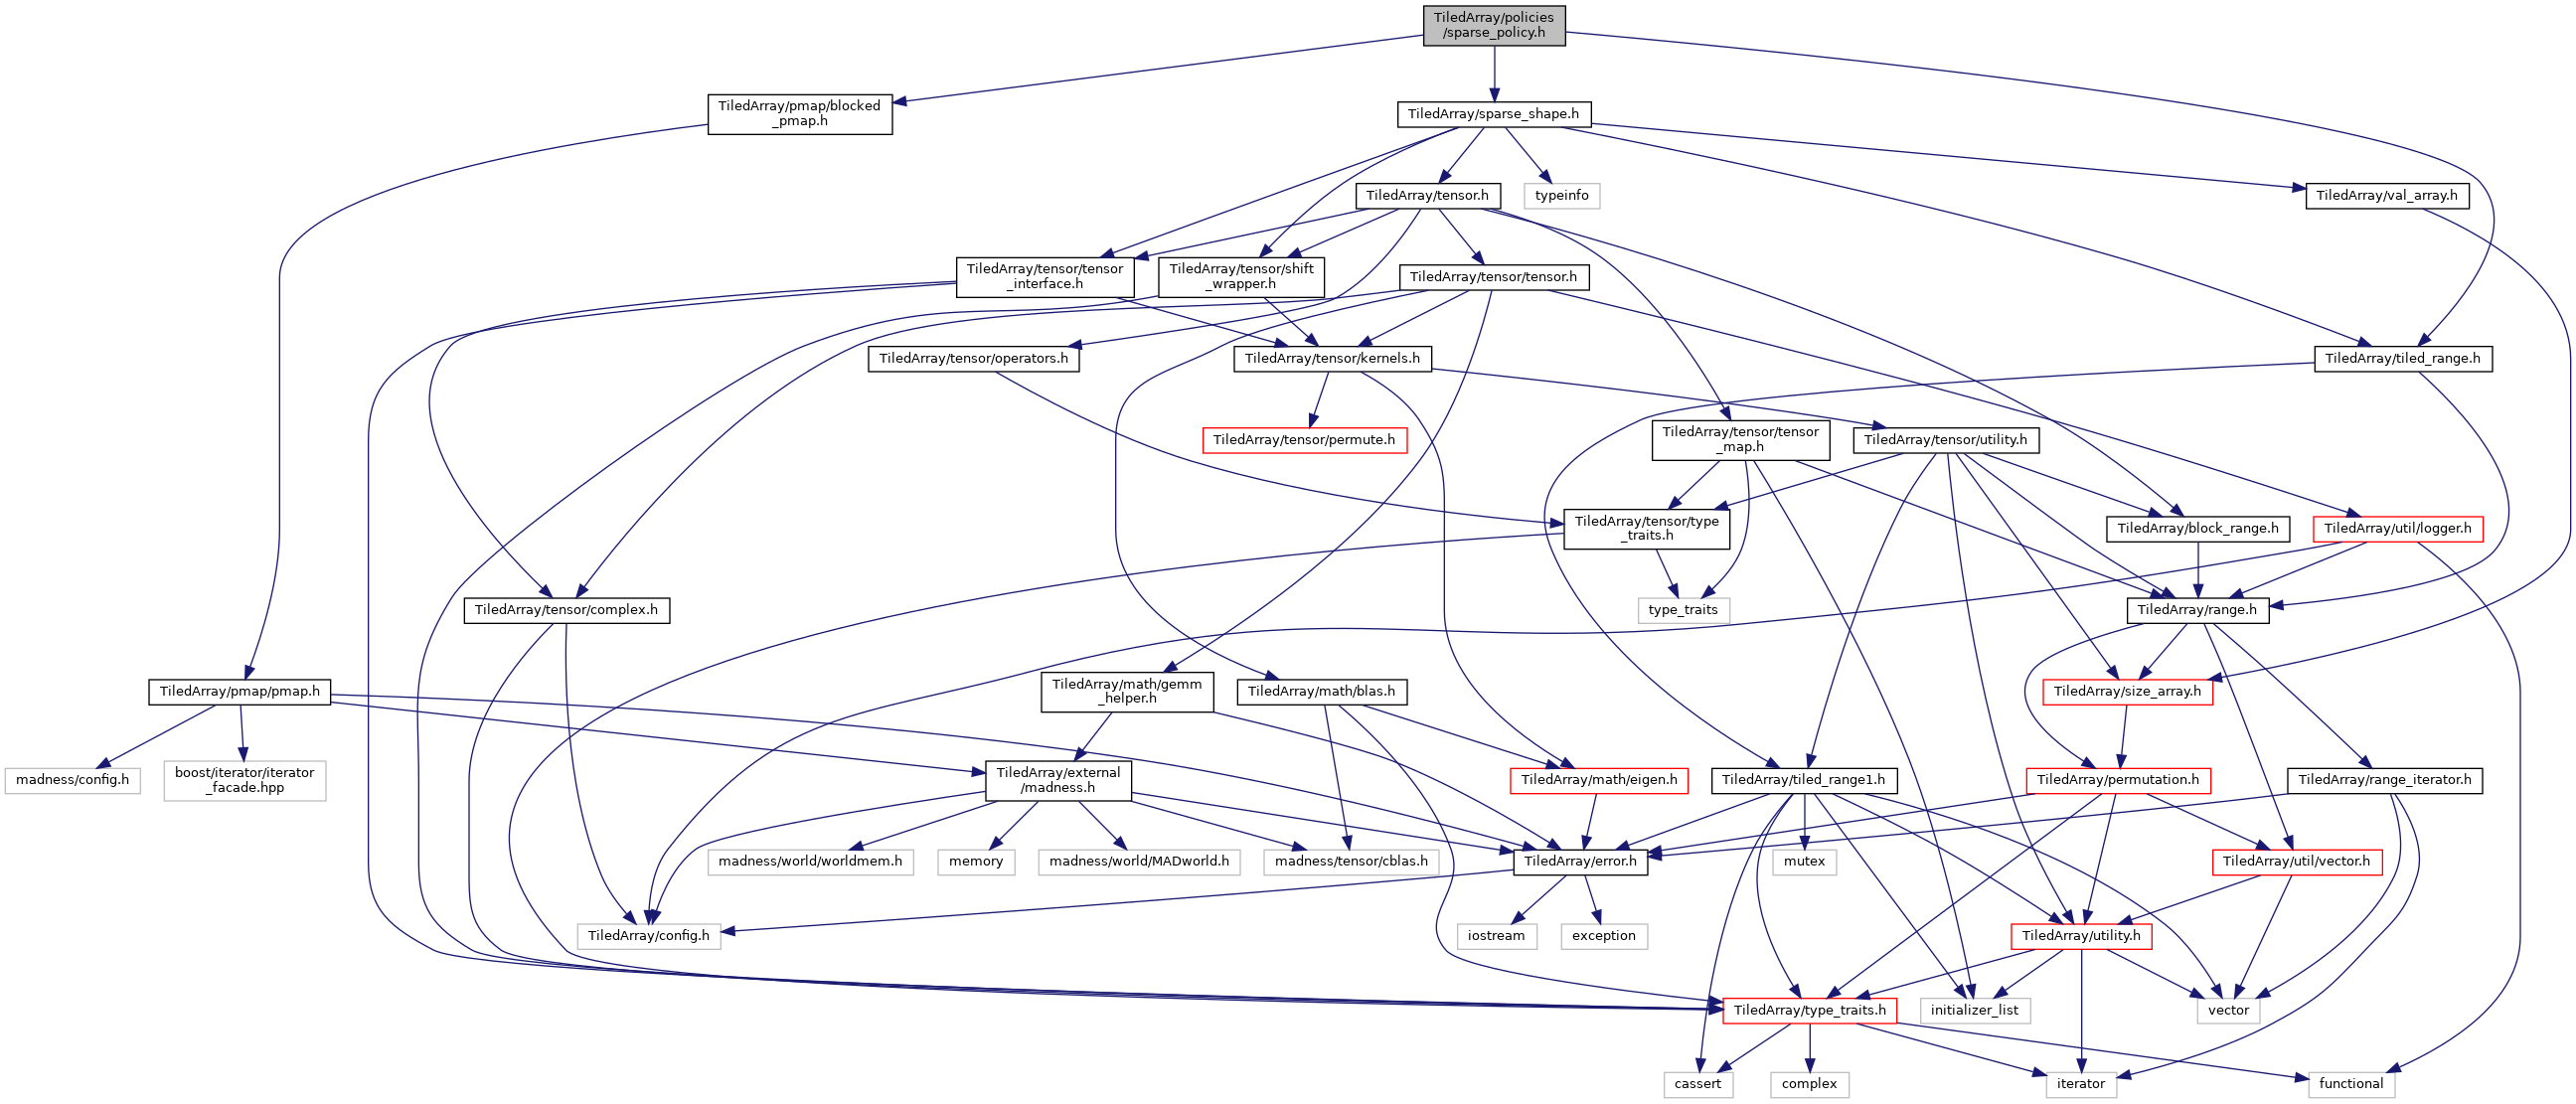 TiledArray/policies
/sparse_policy.h
TiledArray/pmap/blocked
_pmap.h
TiledArray/sparse_shape.h
TiledArray/tensor.h
typeinfo
TiledArray/val_array.h
TiledArray/tensor/tensor
_interface.h
TiledArray/tensor/shift
_wrapper.h
TiledArray/tensor/tensor.h
TiledArray/tensor/operators.h
TiledArray/tensor/kernels.h
TiledArray/tiled_range.h
TiledArray/tensor/permute.h
TiledArray/tensor/tensor
_map.h
TiledArray/tensor/utility.h
TiledArray/tensor/type
_traits.h
TiledArray/block_range.h
TiledArray/util/logger.h
TiledArray/tensor/complex.h
type_traits
TiledArray/range.h
TiledArray/pmap/pmap.h
TiledArray/math/gemm
_helper.h
TiledArray/math/blas.h
TiledArray/size_array.h
madness/config.h
boost/iterator/iterator
_facade.hpp
TiledArray/external
/madness.h
TiledArray/math/eigen.h
TiledArray/tiled_range1.h
TiledArray/permutation.h
TiledArray/range_iterator.h
madness/world/worldmem.h
memory
madness/world/MADworld.h
madness/tensor/cblas.h
TiledArray/error.h
mutex
TiledArray/util/vector.h
TiledArray/config.h
iostream
exception
TiledArray/utility.h
TiledArray/type_traits.h
initializer_list
vector
cassert
complex
iterator
functional